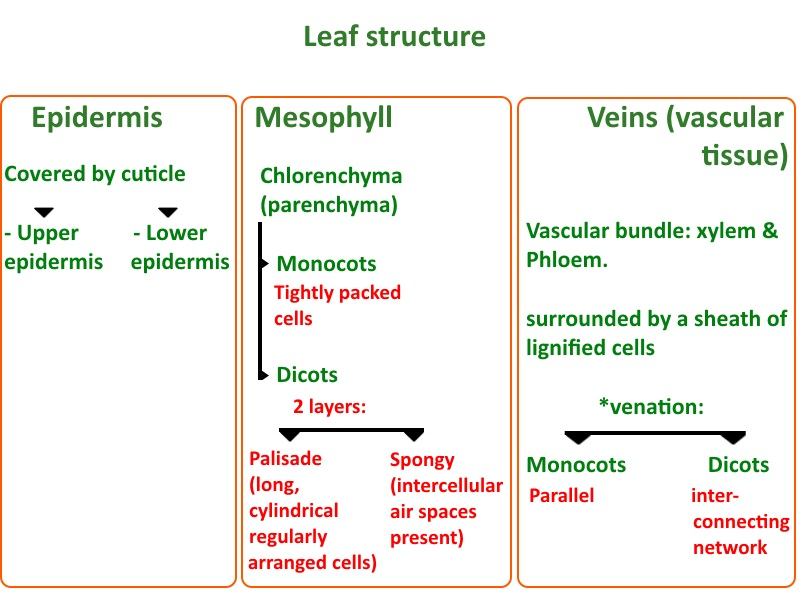 Leaf structure
Epidermis
Covered by cuticle
- Upper
epidermis
- Lower
epidermis
Mesophyll
Chlorenchyma
(parenchyma)
Monocots
Tightly packed
cells
Dicots
2 layers:
Palisade
(long,
cylindrical
regularly
arranged cells)
Spongy
(intercellular
air spaces
present)
Veins (vascular
tissue)
Vascular bundle: xylem &
Phloem.
surrounded by a sheath of
lignified cells
*venation:
Monocots
Parallel
Dicots
inter-
connecting
network